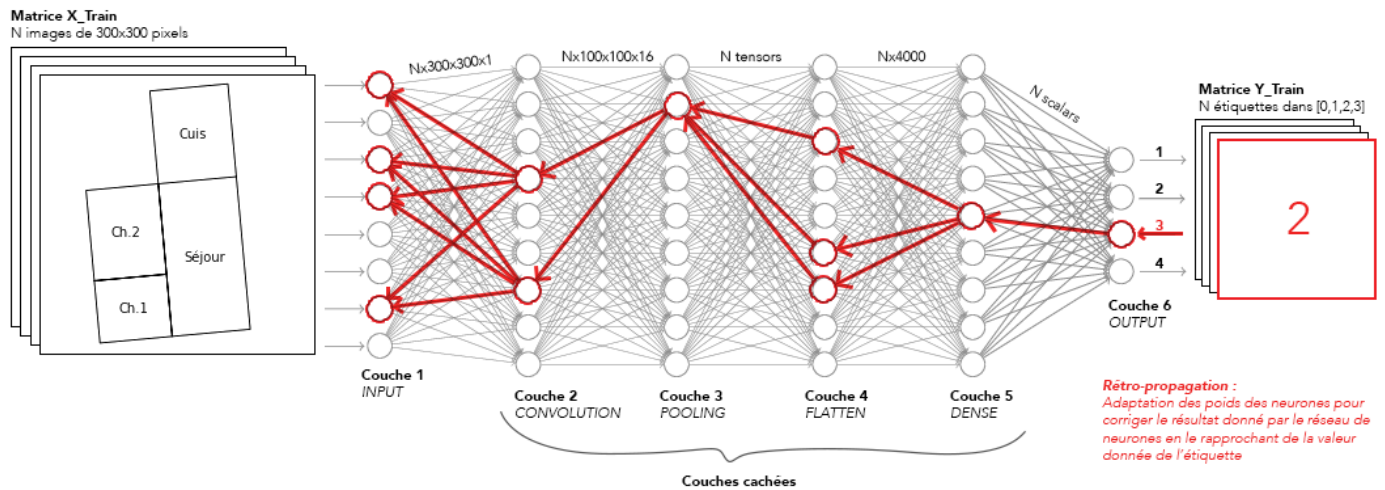 Matrice X_Train
N images de 300x300 pixels
Cuis
Ch.2
Séjour
Ch.1
Nx300x300x1
Nx100x100x16
N tensors
Nx4000
N scalars
Matrice Y_Train
N étiquettes dans [0,1,2,3]
1
2
3
4
2
Couche 1
INPUT
Couche 2
CONVOLUTION
Couche 3
POOLING
Couche 4
FLATTEN
Couche 5
DENSE
Couche 6
OUTPUT
Couches cachées
Rétro-propagation :
Adaptation des poids des neurones pour
corriger le résultat donné par le réseau de
neurones en le rapprochant de la valeur
donnée de l'étiquette